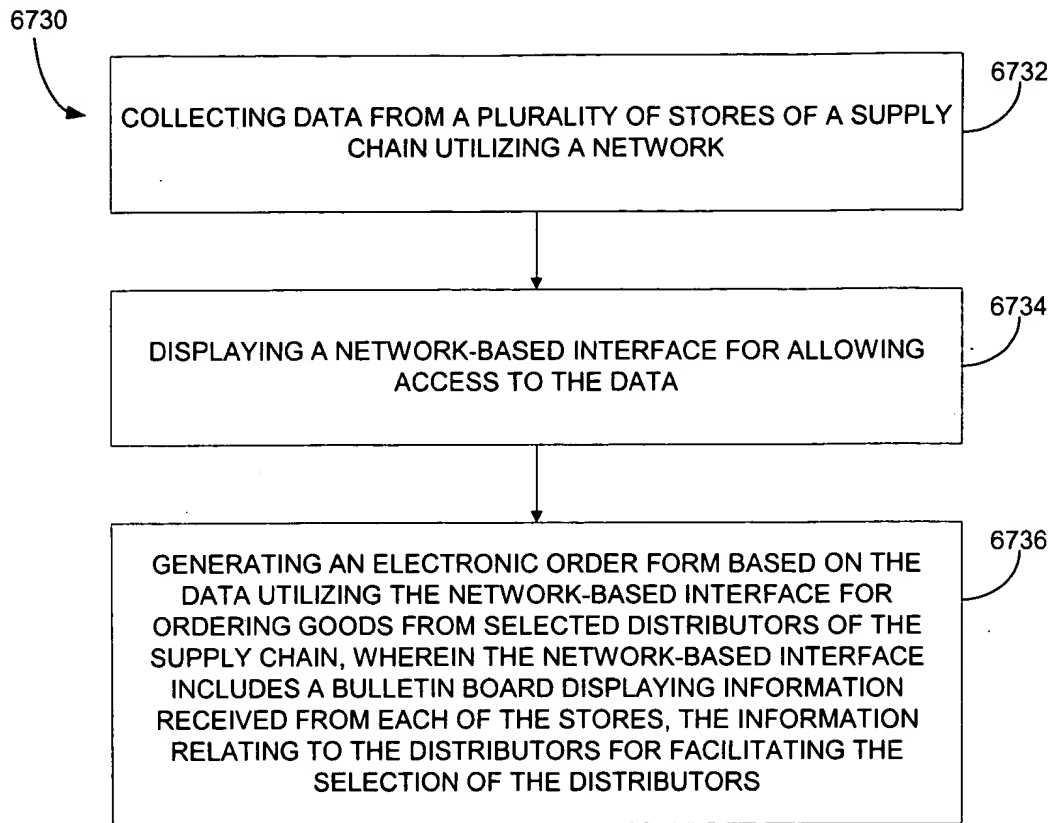 6730
6732
COLLECTING DATA FROM A PLURALITY OF STORES OF A SUPPLY
CHAIN UTILIZING A NETWORK
6734
DISPLAYING A NETWORK-BASED INTERFACE FOR ALLOWING
ACCESS TO THE DATA
6736
GENERATING AN ELECTRONIC ORDER FORM BASED ON THE
DATA UTILIZING THE NETWORK-BASED INTERFACE FOR
ORDERING GOODS FROM SELECTED DISTRIBUTORS OF THE
SUPPLY CHAIN, WHEREIN THE NETWORK-BASED INTERFACE
INCLUDES A BULLETIN BOARD DISPLAYING INFORMATION
RECEIVED FROM EACH OF THE STORES, THE INFORMATION
RELATING TO THE DISTRIBUTORS FOR FACILITATING THE
SELECTION OF THE DISTRIBUTORS